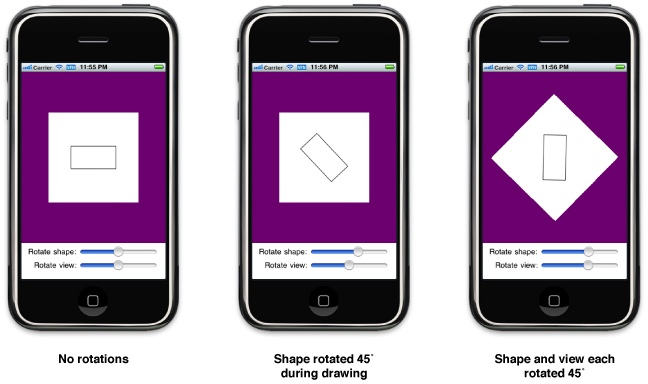 Carrier 11:55 PM
Rotate shape:
Rotate view:
No rotations
Carrier 11:56 PM
Rotate shape:
Rotate view:
Shape rotated 45°
during drawing
Carrier 11:56 PM
Rotate shape:
Rotate view:
Shape and view each
rotated 45°